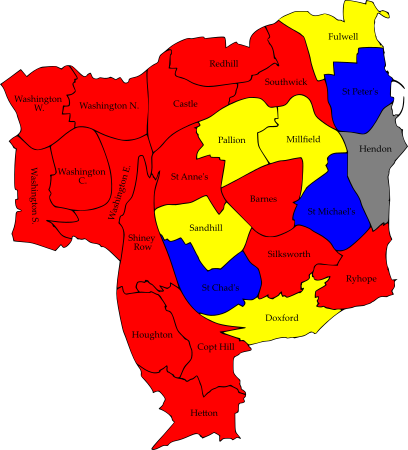 Fulwell
Redhill
Southwick
St Peter's
Washington
W.
Washington N.
Castle
Pallion
Millfield
Hendon
Washington S.
Washington
C.
Washington E.
St Anne's
Barnes
St Michael's
Sandhill
Shiney
Row
Silksworth
St Chad's
Ryhope
Doxford
Houghton
Copt Hill
Hetton